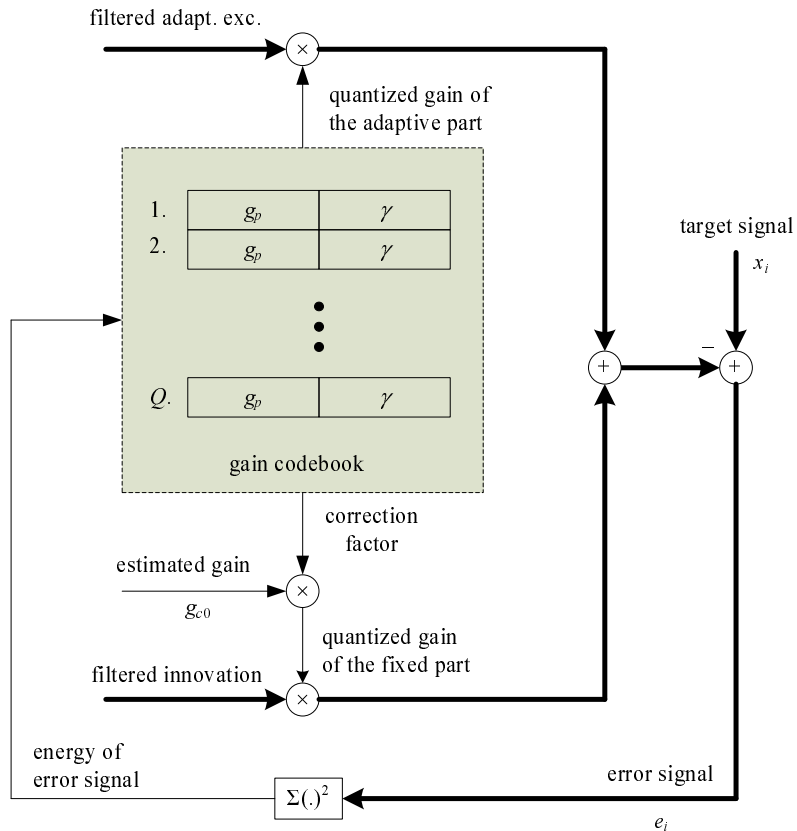 filtered adapt. exc.
×
quantized gain of
the adaptive part
1. gp γ
2. gp γ
Q. gp γ
gain codebook
target signal
xi
−
+ +
correction
factor
estimated gain
gc0
×
quantized gain
of the fixed part
filtered innovation
×
energy of
error signal
Σ(.)²
error signal
ei